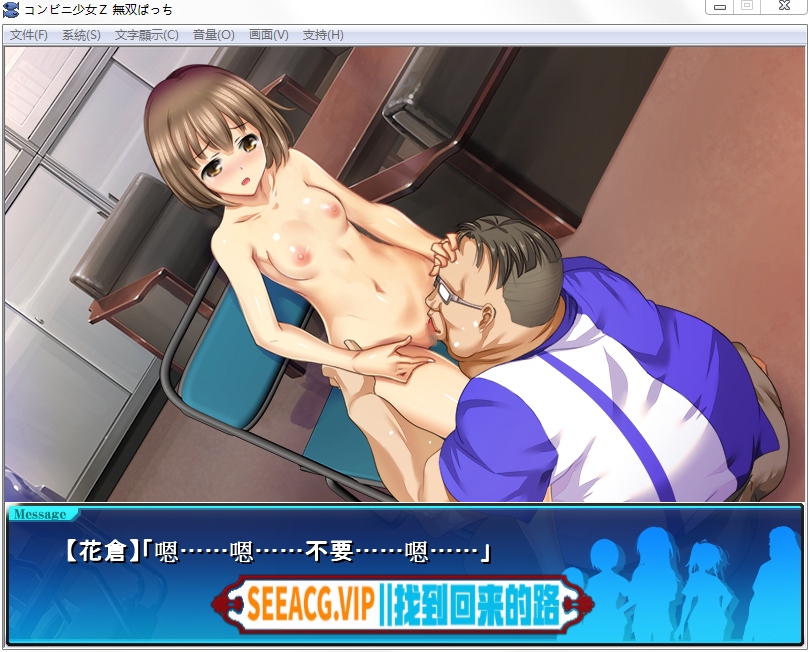 コンビニ少女Z 無双ぱっち
文件(F) 系統(S) 文字顯示(C) 音量(O) 画面(V) 支持(H)
Message
【花倉】「嗯……嗯……不要……嗯……」
SEEACG.VIP||找到回来的路